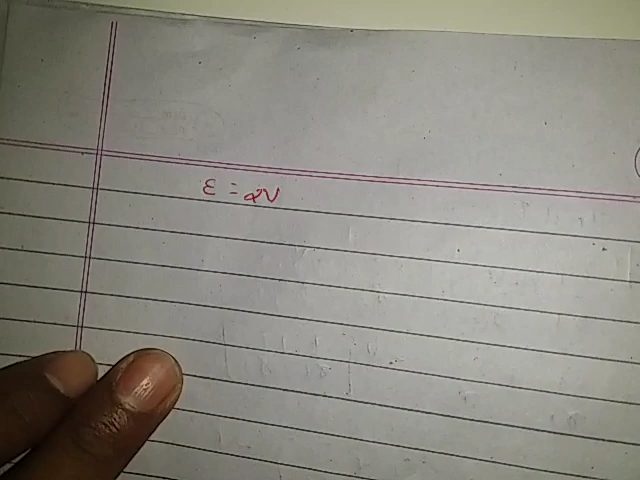 ε = 2V